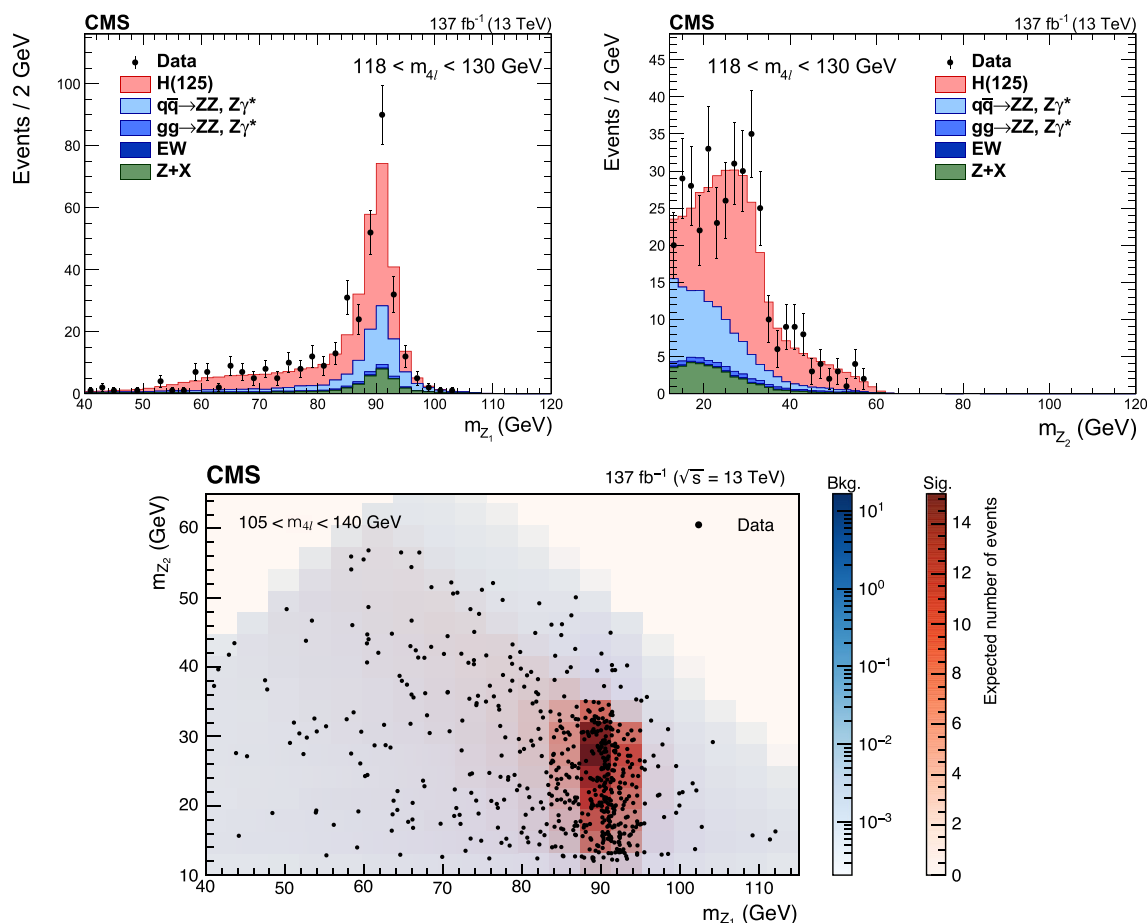 CMS
137 fb⁻¹ (13 TeV)
Events / 2 GeV
118 < m4l < 130 GeV
Data
H(125)
qq̅→ZZ, Zγ*
gg→ZZ, Zγ*
EW
Z+X
100
80
60
40
20
0
40 50 60 70 80 90 100 110 120
mZ1 (GeV)
CMS
137 fb⁻¹ (13 TeV)
Events / 2 GeV
118 < m4l < 130 GeV
Data
H(125)
qq̅→ZZ, Zγ*
gg→ZZ, Zγ*
EW
Z+X
45
40
35
30
25
20
15
10
5
0
20 40 60 80 100 120
mZ2 (GeV)
CMS
137 fb⁻¹ (√s = 13 TeV)
105 < m4l < 140 GeV
Data
mZ2 (GeV)
60
50
40
30
20
10
40 50 60 70 80 90 100 110
mZ1 (GeV)
Bkg.
10¹
10⁰
10⁻¹
10⁻²
10⁻³
Sig.
14
12
10
8
6
4
2
0
Expected number of events